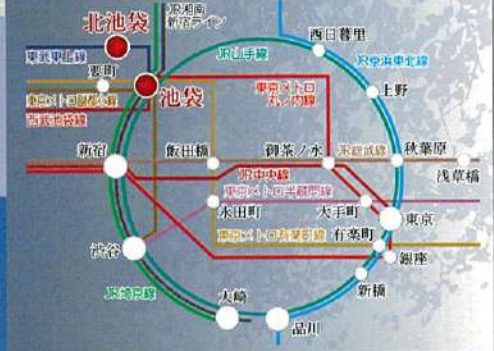 JR湘南
新宿ライン
北池袋
西日暮里
東武東上線
JR山手線
JR京浜東北線
要町
池袋
東京メトロ
丸ノ内線
上野
東京メトロ副都心線
西武池袋線
新宿
飯田橋
御茶ノ水
JR総武線
秋葉原
浅草橋
JR中央線
東京メトロ半蔵門線
永田町
大手町
東京
渋谷
東京メトロ有楽町線
有楽町
銀座
JR埼京線
大崎
新橋
品川